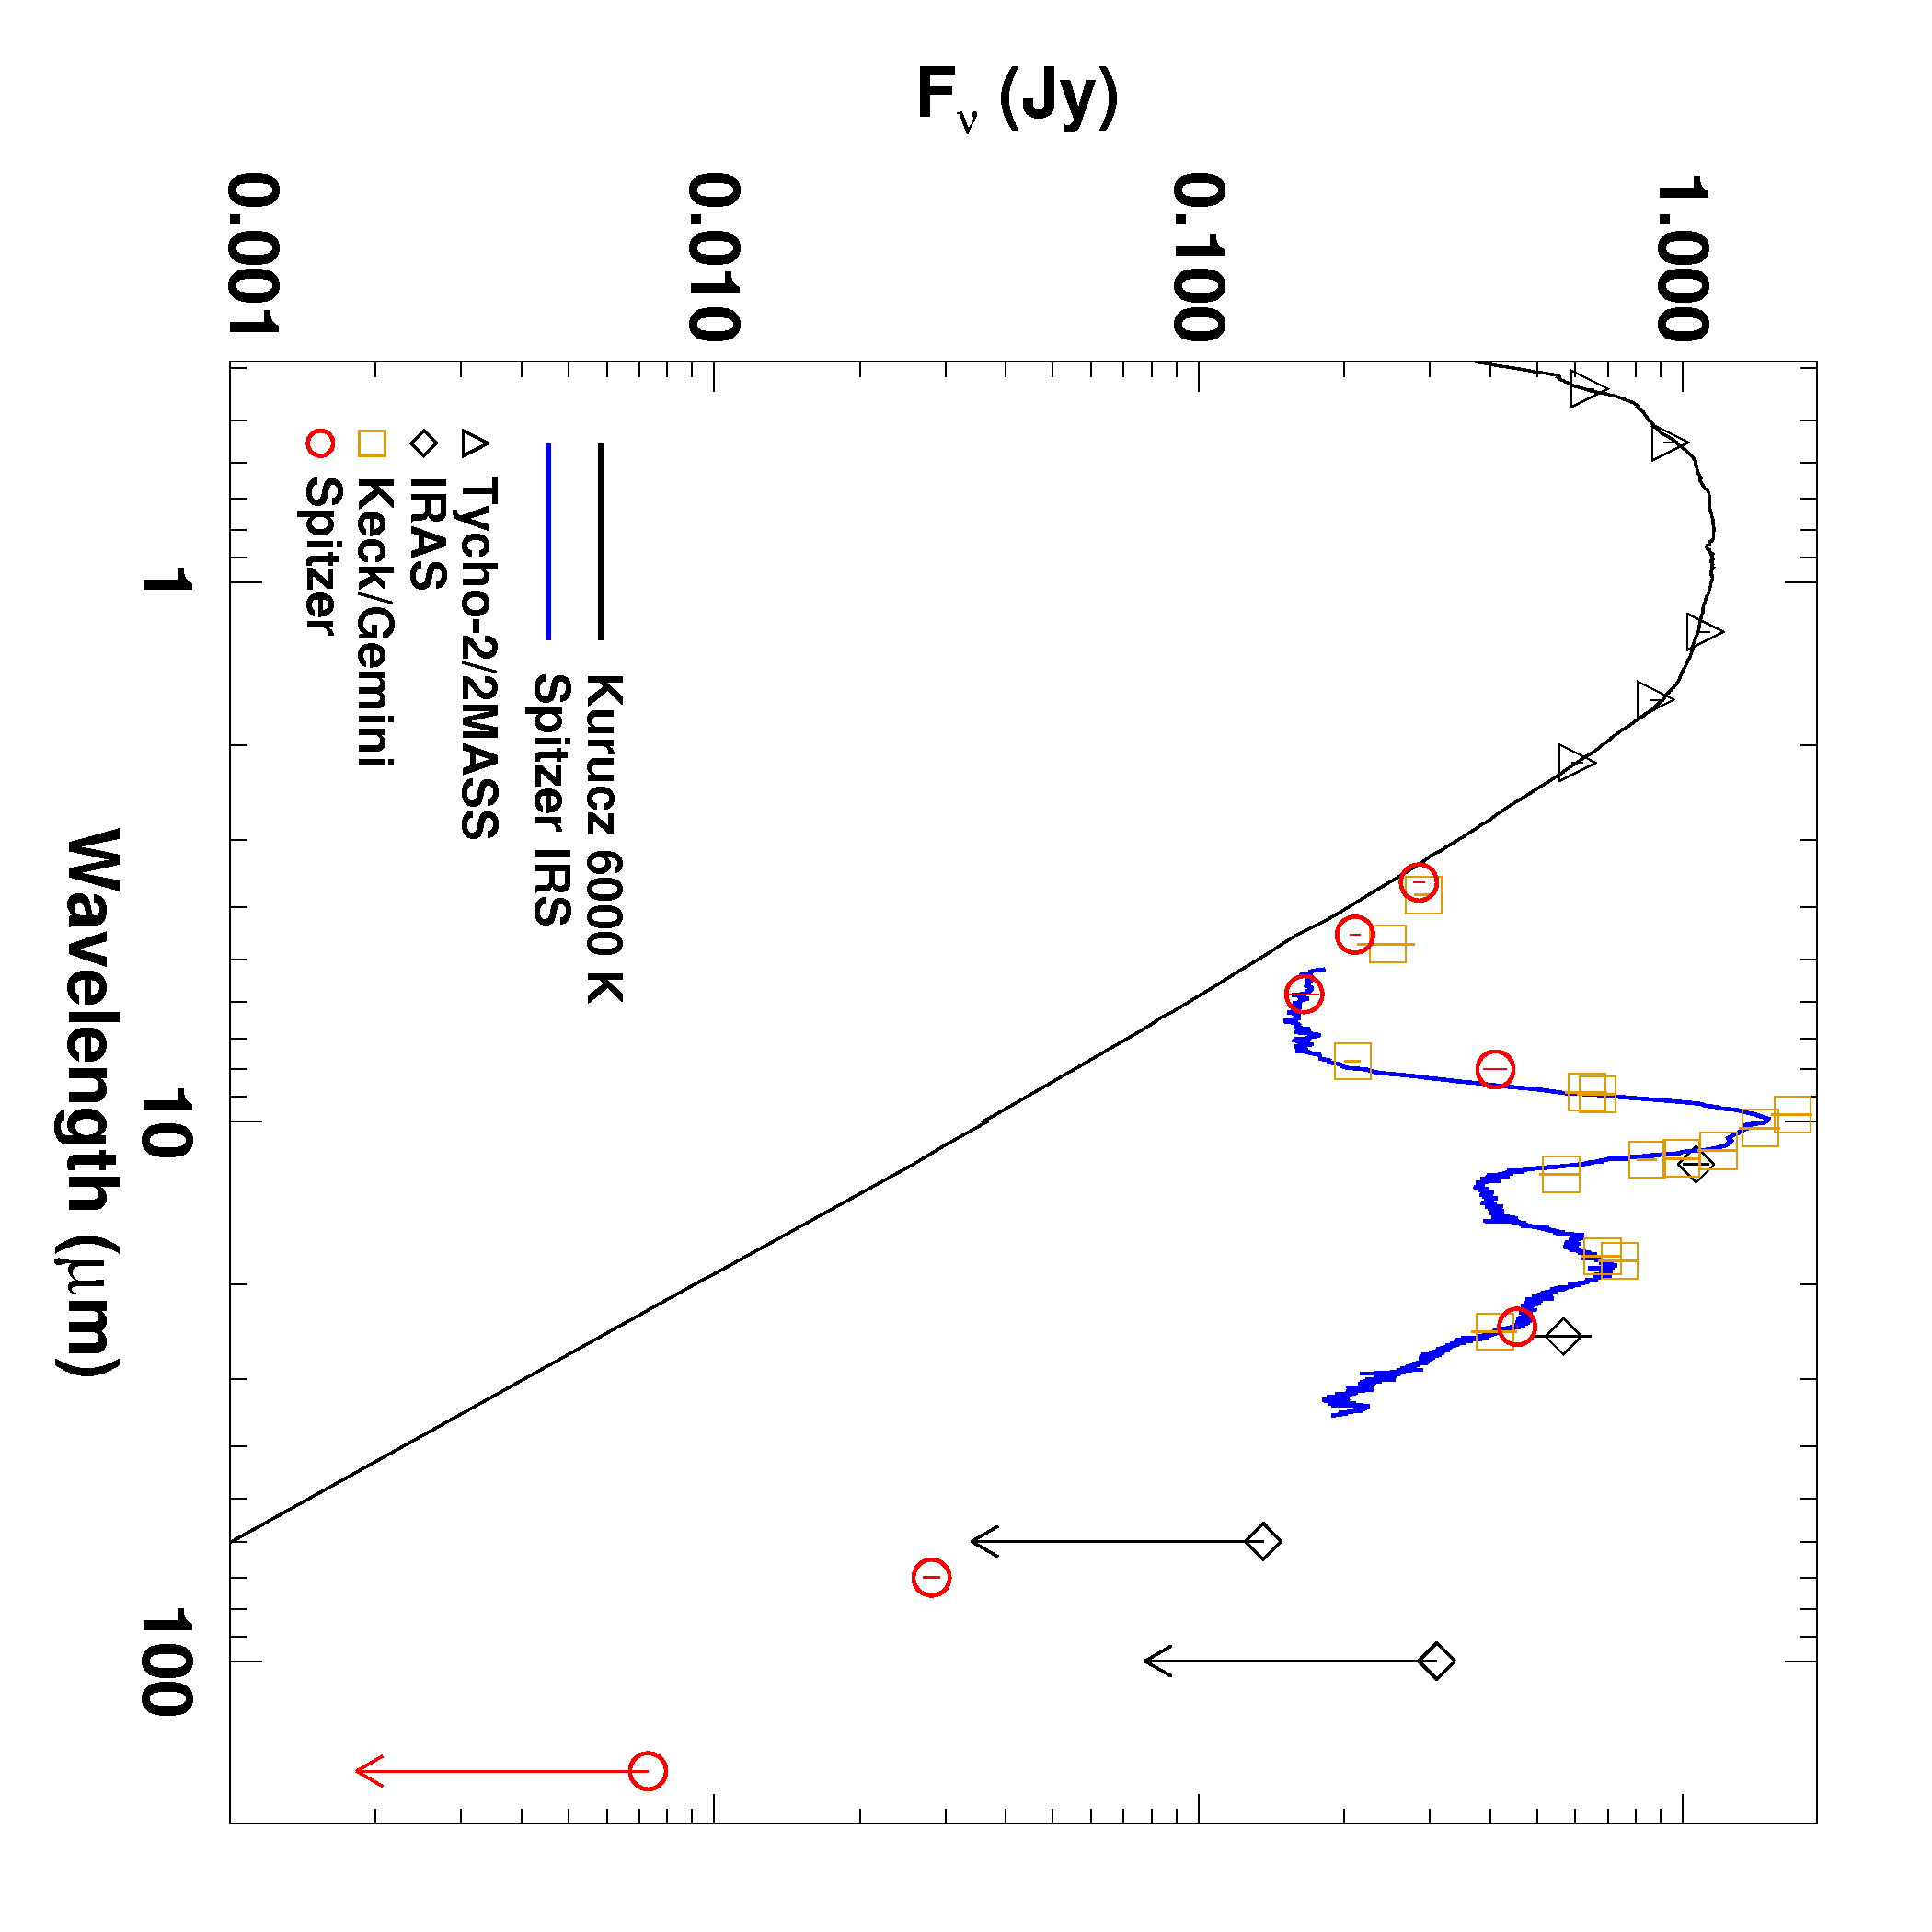 F_ν (Jy)
1.000
0.100
0.010
0.001
Kurucz 6000 K
Spitzer IRS
Tycho-2/2MASS
IRAS
Keck/Gemini
Spitzer
1
10
100
Wavelength (μm)